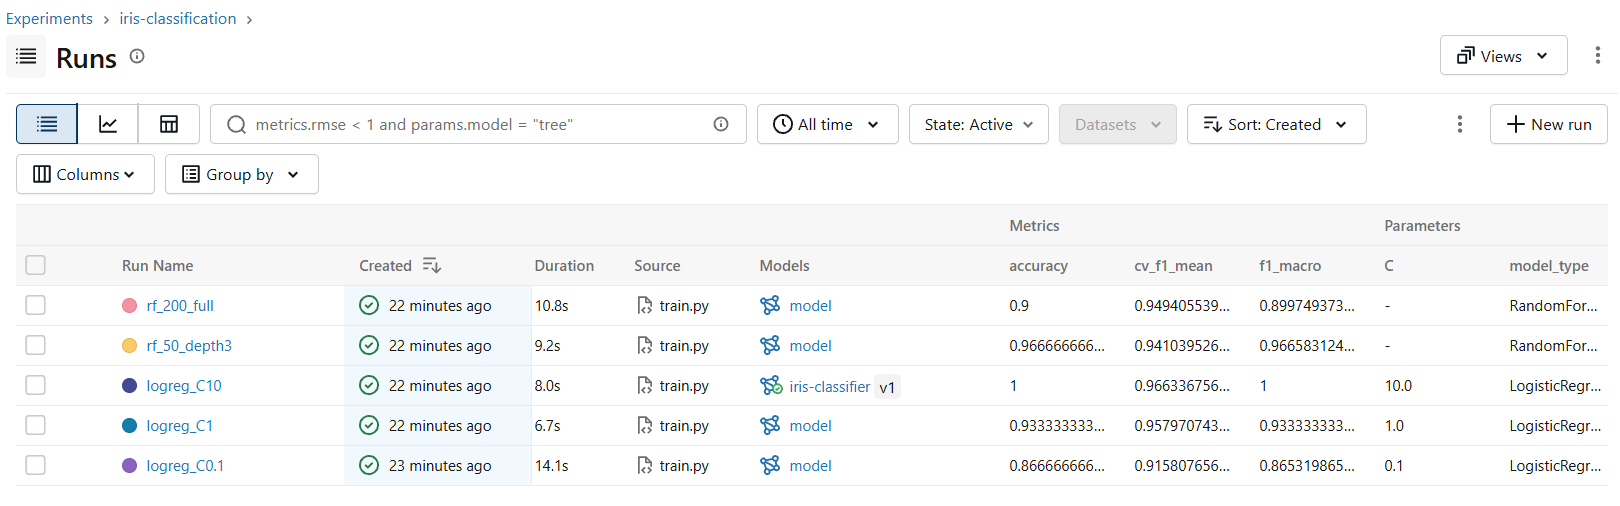 Experiments > iris-classification >
Runs
Views
metrics.rmse < 1 and params.model = "tree"
All time
State: Active
Datasets
Sort: Created
+ New run
Columns
Group by
Metrics Parameters
Run Name Created Duration Source Models accuracy cv_f1_mean f1_macro C model_type
rf_200_full 22 minutes ago 10.8s train.py model 0.9 0.949405539... 0.899749373... - RandomFor...
rf_50_depth3 22 minutes ago 9.2s train.py model 0.966666666... 0.941039526... 0.966583124... - RandomFor...
logreg_C10 22 minutes ago 8.0s train.py iris-classifier v1 1 0.966336756... 1 10.0 LogisticRegr...
logreg_C1 22 minutes ago 6.7s train.py model 0.933333333... 0.957970743... 0.933333333... 1.0 LogisticRegr...
logreg_C0.1 23 minutes ago 14.1s train.py model 0.866666666... 0.915807656... 0.865319865... 0.1 LogisticRegr...